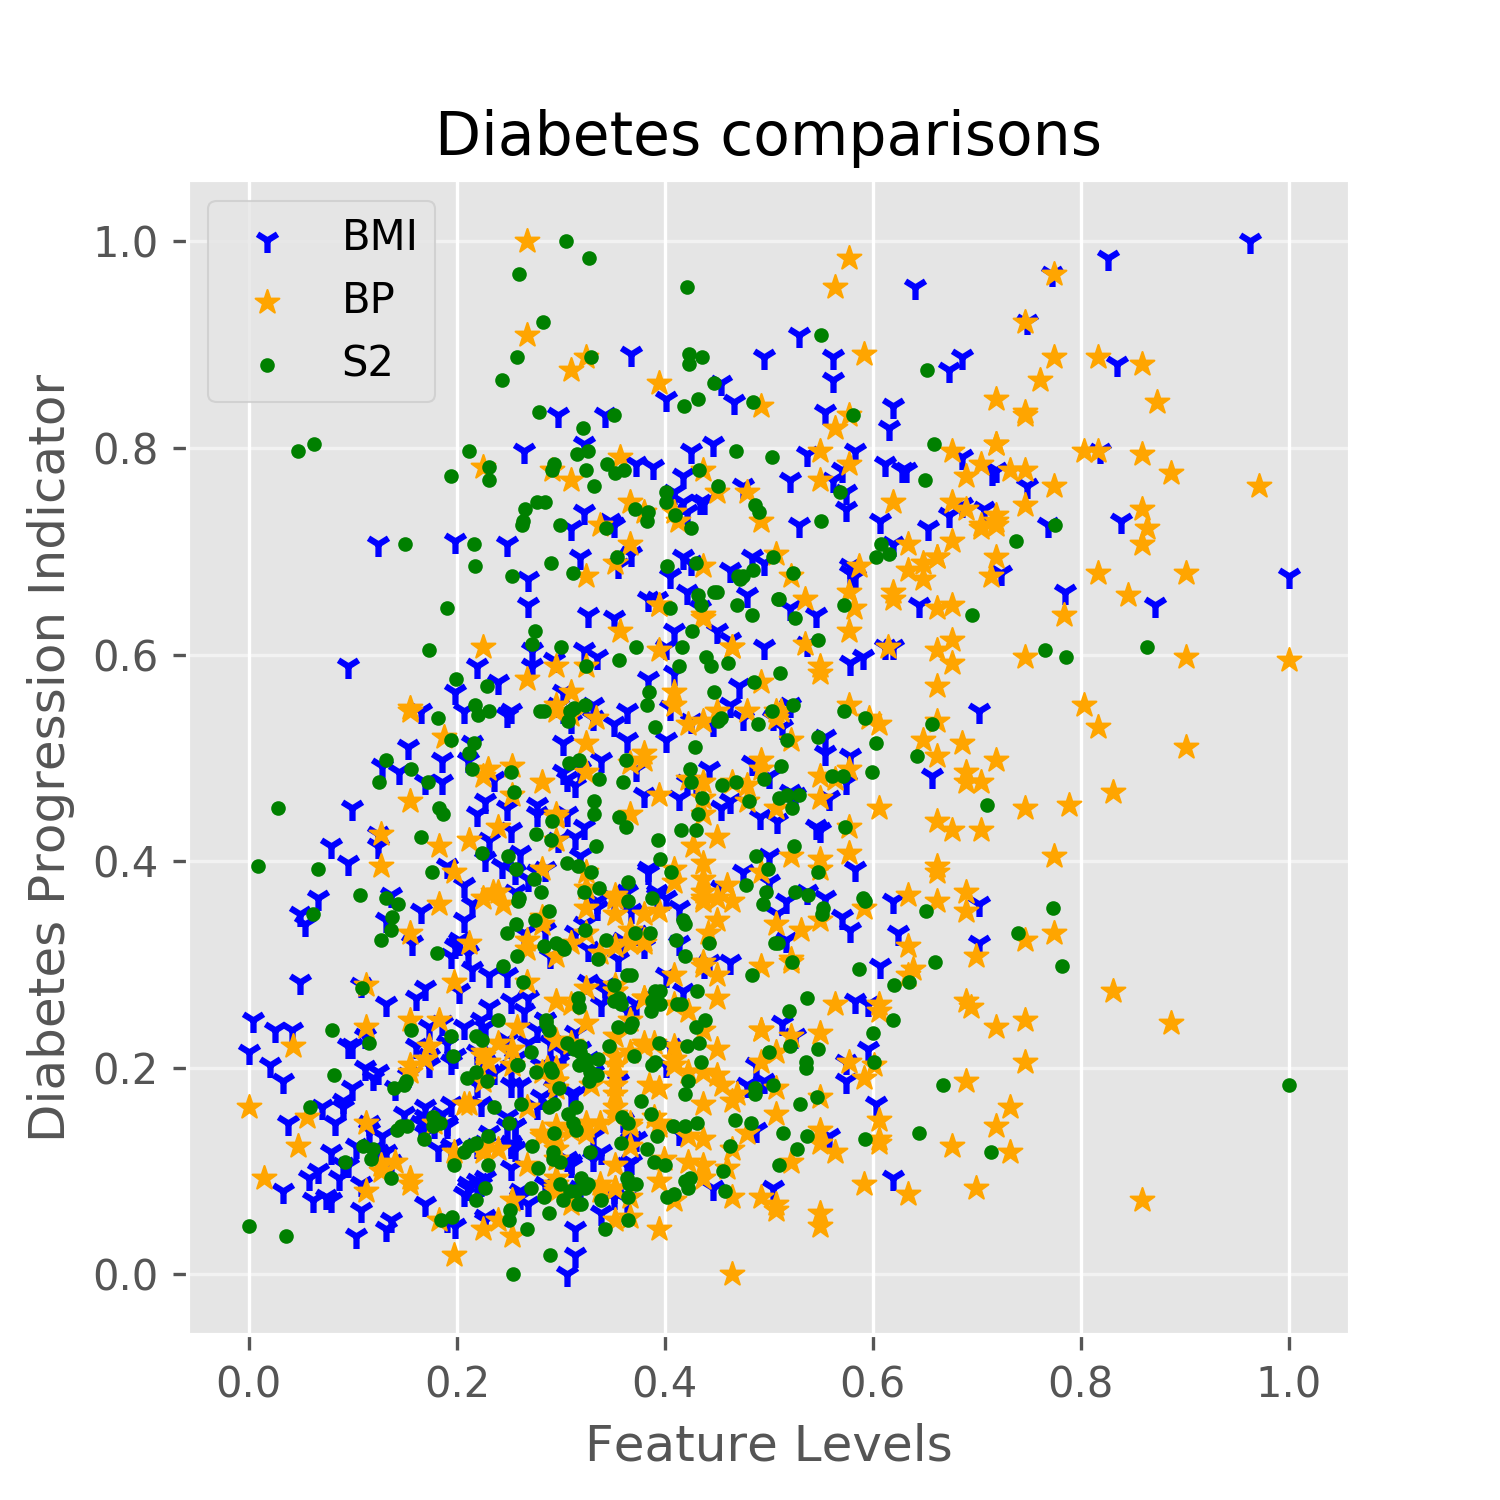 Diabetes comparisons
BMI
BP
S2
Diabetes Progression Indicator
1.0
0.8
0.6
0.4
0.2
0.0
0.0 0.2 0.4 0.6 0.8 1.0
Feature Levels